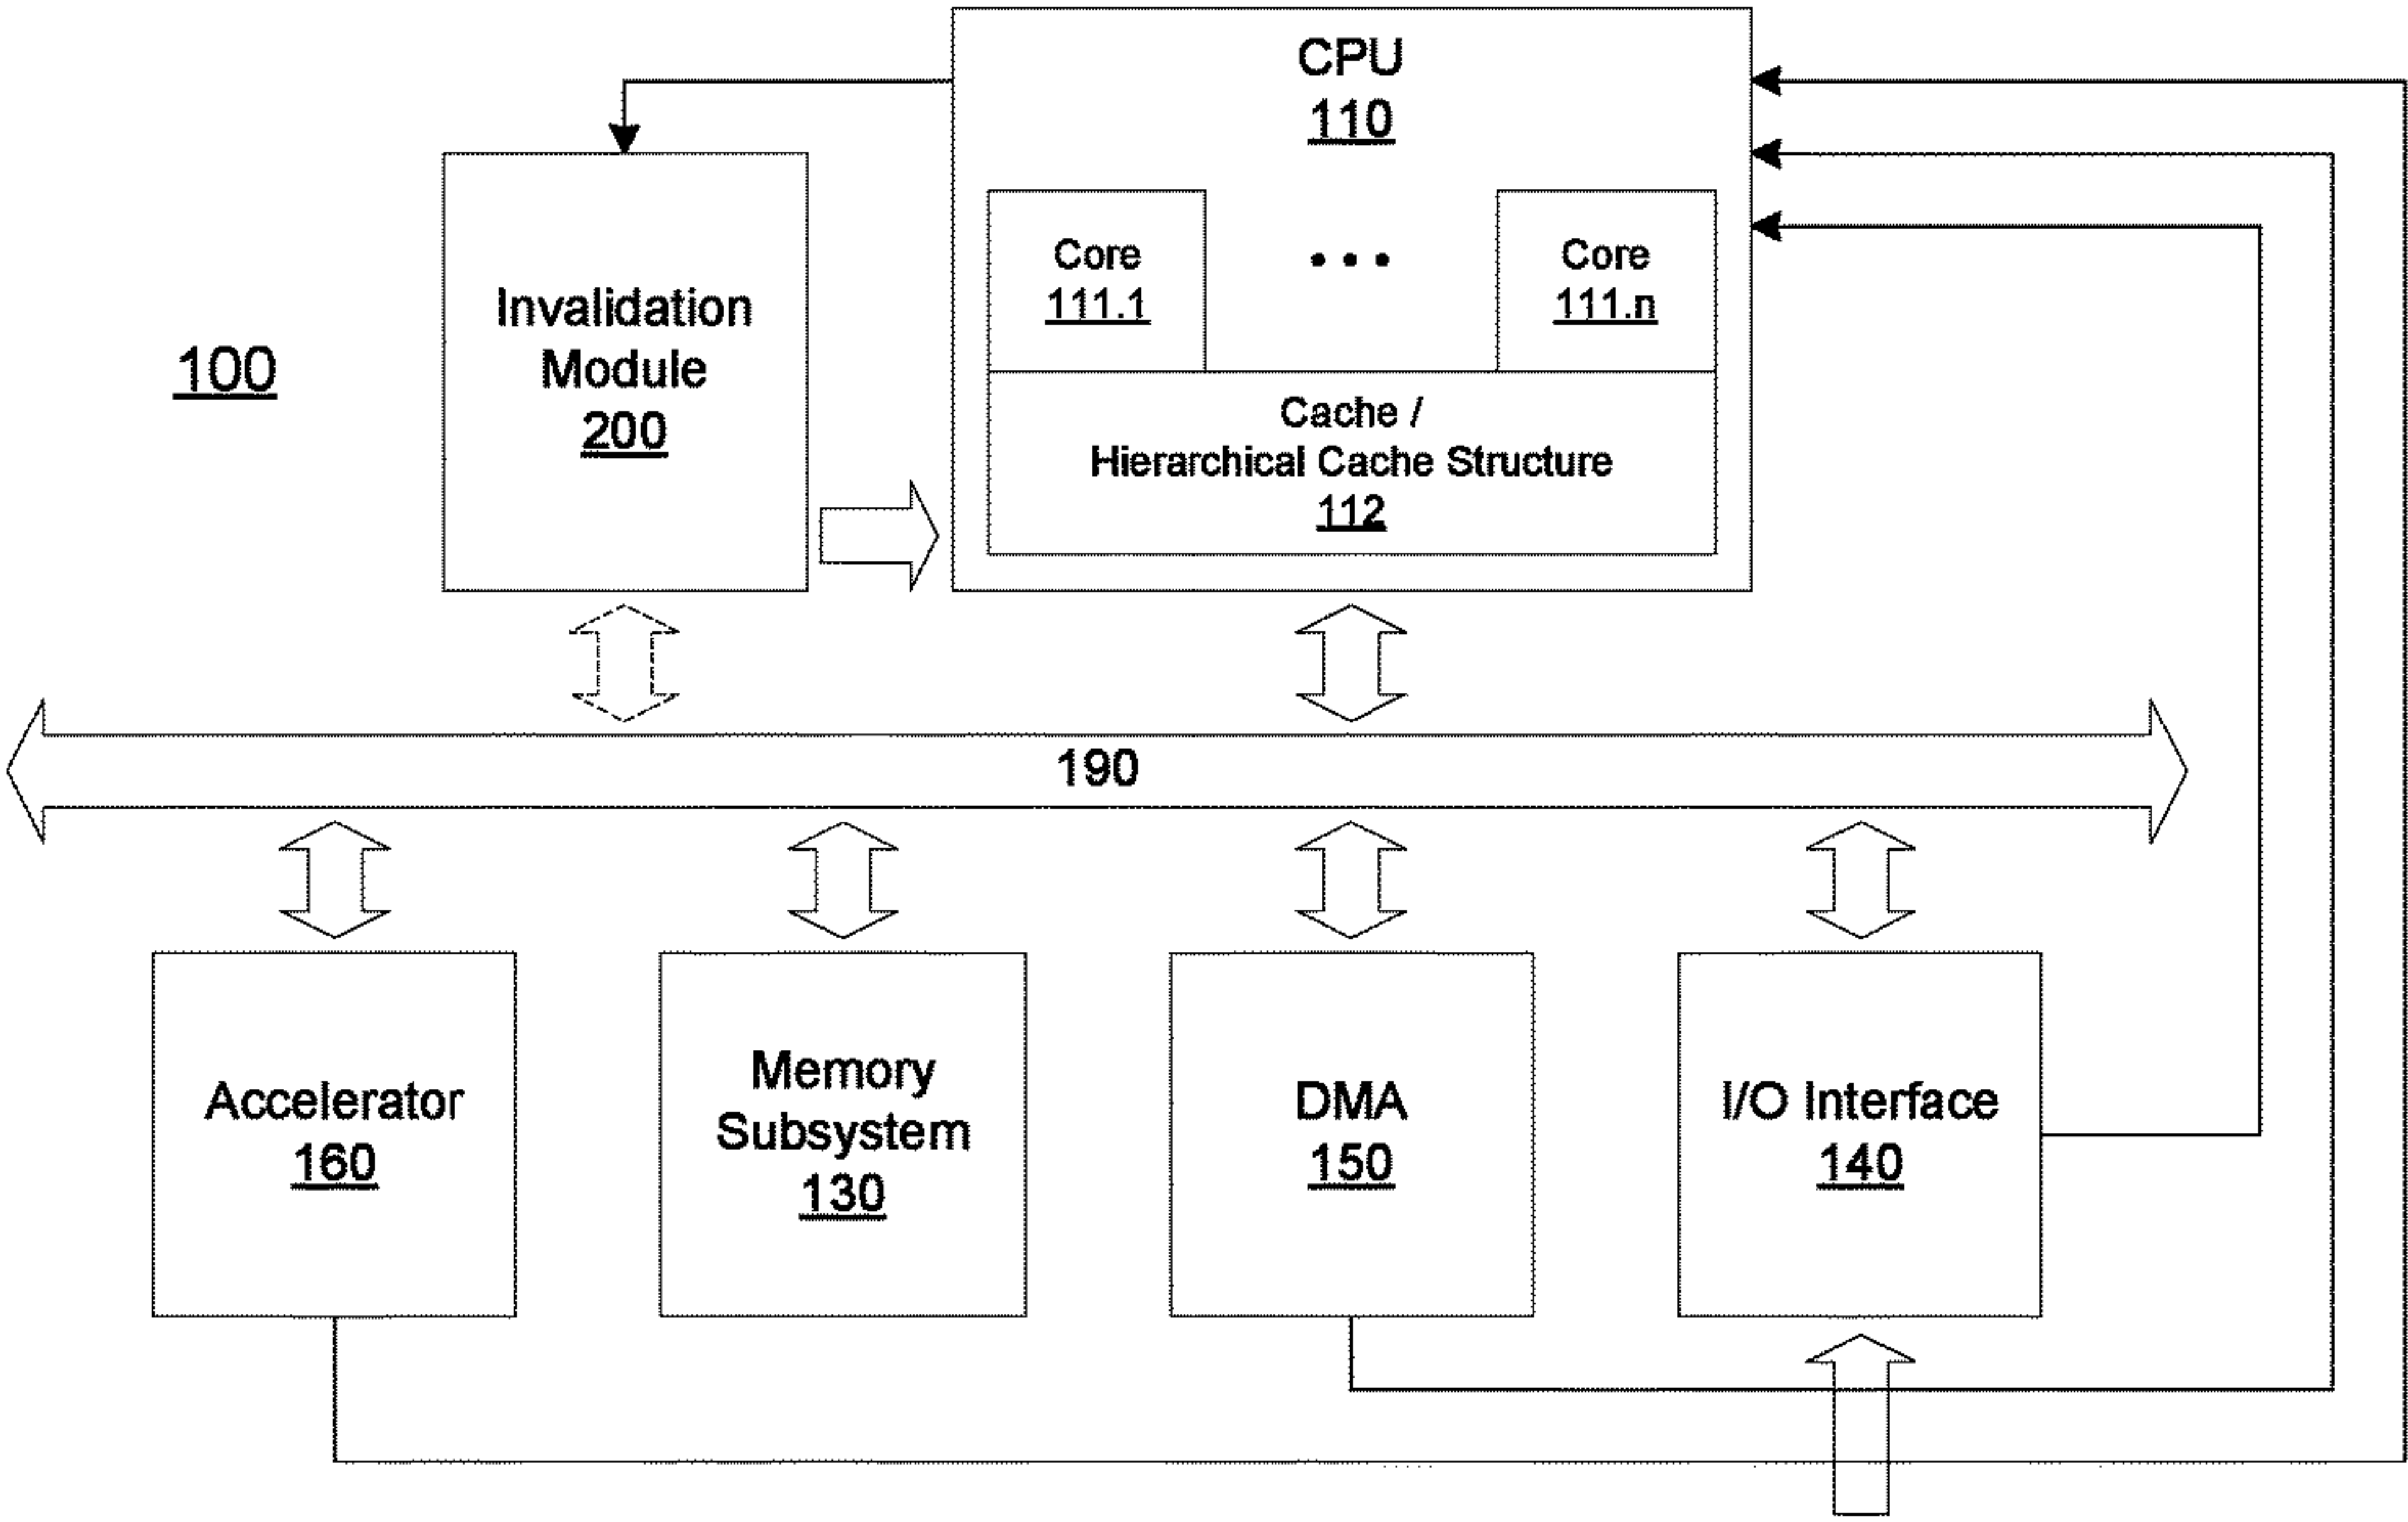 CPU
110
Core
111.1
• • •
Core
111.n
Cache /
Hierarchical Cache Structure
112
Invalidation
Module
200
100
190
Accelerator
160
Memory
Subsystem
130
DMA
150
I/O Interface
140